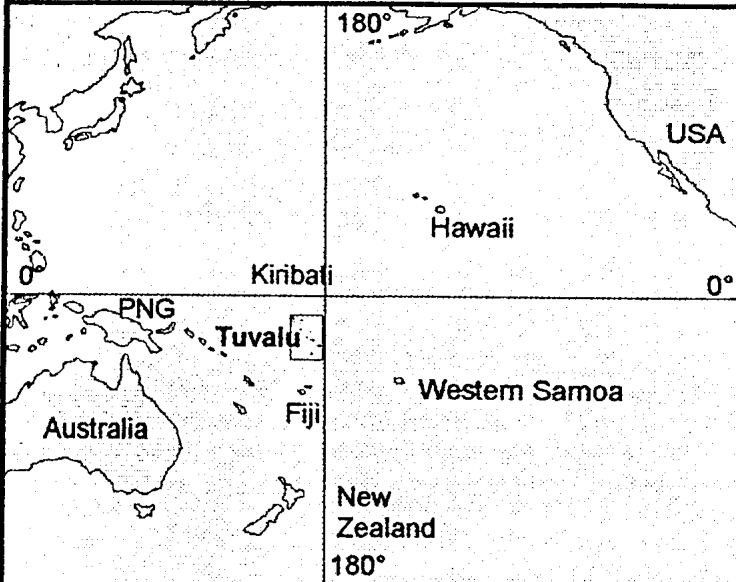 180°
USA
Hawaii
0°
Kiribati
0°
PNG
Tuvalu
Western Samoa
Fiji
Australia
New
Zealand
180°